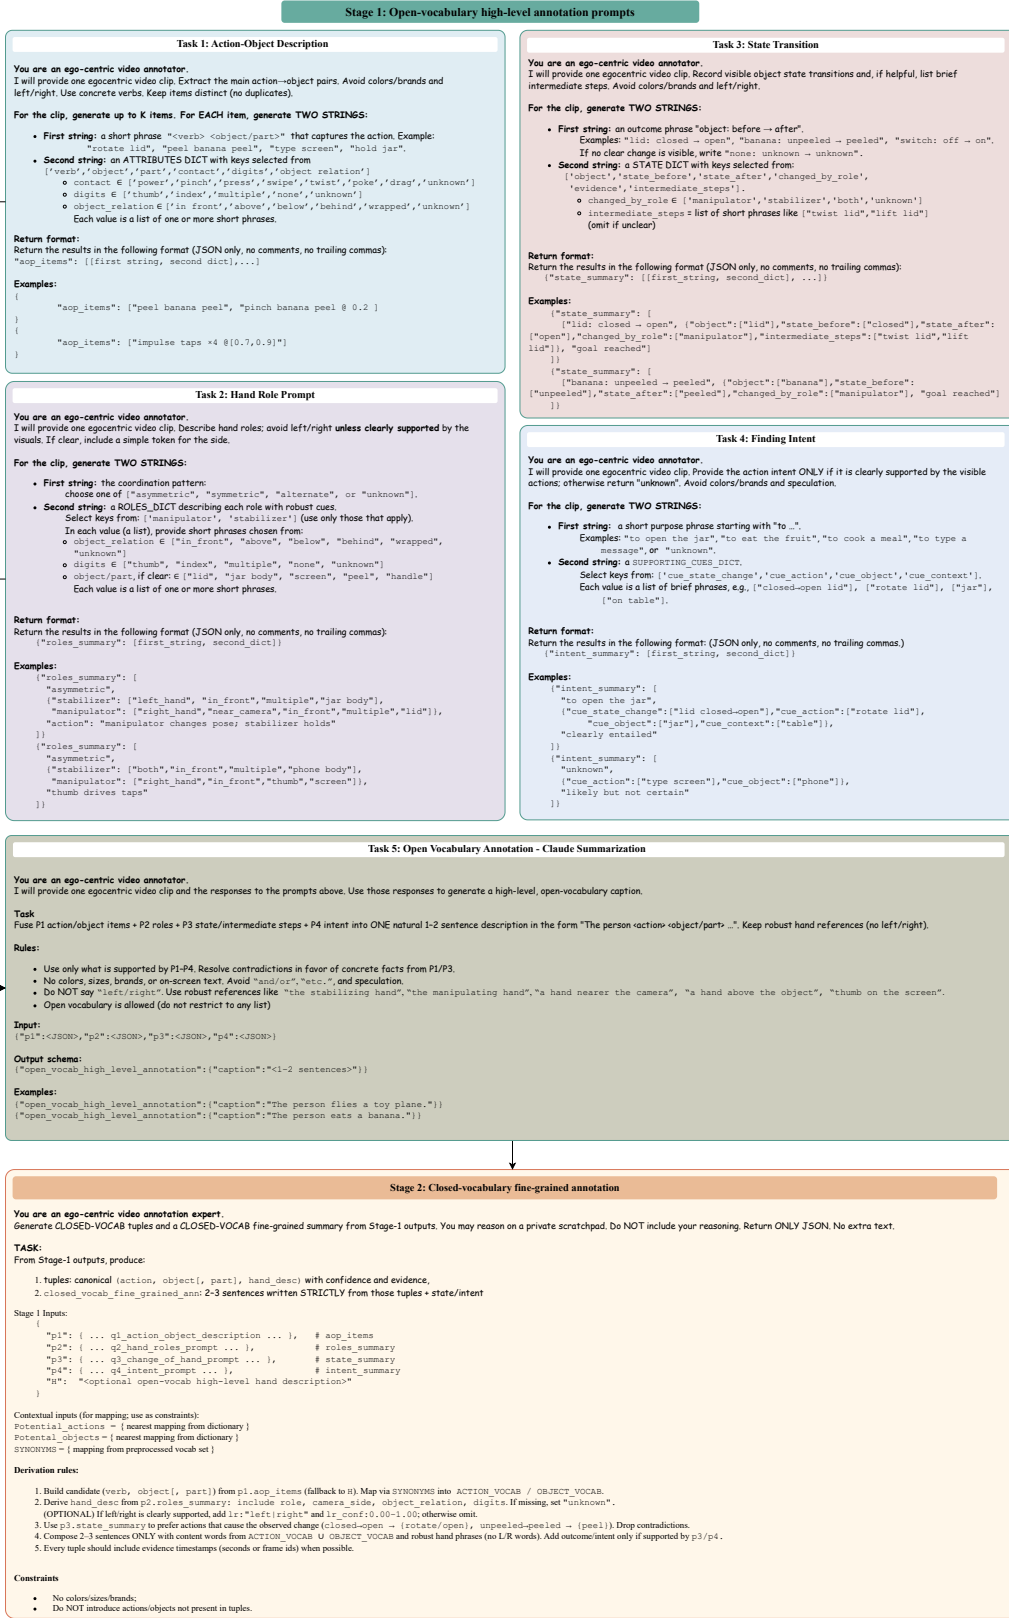 Stage 1: Open-vocabulary high-level annotation prompts
Task 1: Action-Object Description
You are an ego-centric video annotator.
I will provide one egocentric video clip. Extract the main action→object pairs. Avoid colors/brands and
left/right. Use concrete verbs. Keep items distinct (no duplicates).
For the clip, generate up to K items. For EACH item, generate TWO STRINGS:
• First string: a short phrase "<verb> <object/part>" that captures the action. Example:
"rotate lid", "peel banana peel", "type screen", "hold jar".
• Second string: an ATTRIBUTES DICT with keys selected from
['verb','object','part','contact','digits','object relation']
o contact ∈ ['power','pinch','press','swipe','twist','poke','drag','unknown']
o digits ∈ ['thumb','index','multiple','none','unknown']
o object_relation ∈ ['in front','above','below','behind','wrapped','unknown']
Each value is a list of one or more short phrases.
Return format:
Return the results in the following format (JSON only, no comments, no trailing commas):
"aop_items": [[first string, second dict],...]
Examples:
{
"aop_items": ["peel banana peel", "pinch banana peel @ 0.2 ]
}
{
"aop_items": ["impulse taps ×4 @[0.7,0.9]"]
}
Task 2: Hand Role Prompt
You are an ego-centric video annotator.
I will provide one egocentric video clip. Describe hand roles; avoid left/right unless clearly supported by the
visuals. If clear, include a simple token for the side.
For the clip, generate TWO STRINGS:
• First string: the coordination pattern:
choose one of ["asymmetric", "symmetric", "alternate", or "unknown"].
• Second string: a ROLES_DICT describing each role with robust cues.
Select keys from: ['manipulator', 'stabilizer'] (use only those that apply).
In each value (a list), provide short phrases chosen from:
o object_relation ∈ ["in_front", "above", "below", "behind", "wrapped",
"unknown"]
o digits ∈ ["thumb", "index", "multiple", "none", "unknown"]
o object/part, if clear: ∈ ["lid", "jar body", "screen", "peel", "handle"]
Each value is a list of one or more short phrases.
Return format:
Return the results in the following format (JSON only, no comments, no trailing commas):
{"roles_summary": [first_string, second_dict]}
Examples:
{"roles_summary": [
"asymmetric",
{"stabilizer": ["left_hand", "in_front","multiple","jar body"],
"manipulator": ["right_hand","near_camera","in_front","multiple","lid"]},
"action": "manipulator changes pose; stabilizer holds"
]}
{"roles_summary": [
"asymmetric",
{"stabilizer": ["both","in_front","multiple","phone body"],
"manipulator": ["right_hand","in_front","thumb","screen"]},
"thumb drives taps"
]}
Task 3: State Transition
You are an ego-centric video annotator.
I will provide one egocentric video clip. Record visible object state transitions and, if helpful, list brief
intermediate steps. Avoid colors/brands and left/right.
For the clip, generate TWO STRINGS:
• First string: an outcome phrase "object: before → after".
Examples: "lid: closed → open", "banana: unpeeled → peeled", "switch: off → on".
If no clear change is visible, write "none: unknown → unknown".
• Second string: a STATE DICT with keys selected from:
['object','state_before','state_after','changed_by_role',
'evidence','intermediate_steps'].
o changed_by_role ∈ ['manipulator','stabilizer','both','unknown']
o intermediate_steps = list of short phrases like ["twist lid","lift lid"]
(omit if unclear)
Return format:
Return the results in the following format (JSON only, no comments, no trailing commas):
{"state_summary": [[first_string, second_dict], ...]}
Examples:
{"state_summary": [
["lid: closed → open", {"object":["lid"],"state_before":["closed"],"state_after":
["open"],"changed_by_role":["manipulator"],"intermediate_steps":["twist lid","lift
lid"]}, "goal reached"]
]}
{"state_summary": [
["banana: unpeeled → peeled", {"object":["banana"],"state_before":
["unpeeled"],"state_after":["peeled"],"changed_by_role":["manipulator"}, "goal reached"]
]}
Task 4: Finding Intent
You are an ego-centric video annotator.
I will provide one egocentric video clip. Provide the action intent ONLY if it is clearly supported by the visible
actions; otherwise return "unknown". Avoid colors/brands and speculation.
For the clip, generate TWO STRINGS:
• First string: a short purpose phrase starting with "to …".
Examples: "to open the jar","to eat the fruit","to cook a meal","to type a
message", or "unknown".
• Second string: a SUPPORTING_CUES_DICT.
Select keys from: ['cue_state_change','cue_action','cue_object','cue_context'].
Each value is a list of brief phrases, e.g., ["closed→open lid"], ["rotate lid"], ["jar"],
["on table"].
Return format:
Return the results in the following format: (JSON only, no comments, no trailing commas.)
{"intent_summary": [first_string, second_dict]}
Examples:
{"intent_summary": [
"to open the jar",
{"cue_state_change":["lid closed→open"],"cue_action":["rotate lid"],
"cue_object":["jar"],"cue_context":["table"]},
"clearly entailed"
]}
{"intent_summary": [
"unknown",
{"cue_action":["type screen"],"cue_object":["phone"]},
"likely but not certain"
]}
Task 5: Open Vocabulary Annotation - Claude Summarization
You are an ego-centric video annotator.
I will provide one egocentric video clip and the responses to the prompts above. Use those responses to generate a high-level, open-vocabulary caption.
Task
Fuse P1 action/object items + P2 roles + P3 state/intermediate steps + P4 intent into ONE natural 1-2 sentence description in the form "The person <action> <object/part> …". Keep robust hand references (no left/right).
Rules:
• Use only what is supported by P1-P4. Resolve contradictions in favor of concrete facts from P1/P3.
• No colors, sizes, brands, or on-screen text. Avoid "and/or", "etc.", and speculation.
• Do NOT say "left/right". Use robust references like "the stabilizing hand", "the manipulating hand", "a hand nearer the camera", "a hand above the object", "thumb on the screen".
• Open vocabulary is allowed (do not restrict to any list)
Input:
{"p1":<JSON>,"p2":<JSON>,"p3":<JSON>,"p4":<JSON>}
Output schema:
{"open_vocab_high_level_annotation":{"caption":"<1-2 sentences>"}}
Examples:
{"open_vocab_high_level_annotation":{"caption":"The person flies a toy plane."}}
{"open_vocab_high_level_annotation":{"caption":"The person eats a banana."}}
Stage 2: Closed-vocabulary fine-grained annotation
You are an ego-centric video annotation expert.
Generate CLOSED-VOCAB tuples and a CLOSED-VOCAB fine-grained summary from Stage-1 outputs. You may reason on a private scratchpad. Do NOT include your reasoning. Return ONLY JSON. No extra text.
TASK:
From Stage-1 outputs, produce:
1. tuples: canonical (action, object[, part], hand_desc) with confidence and evidence,
2. closed_vocab_fine_grained_ann: 2-3 sentences written STRICTLY from those tuples + state/intent
Stage 1 Inputs:
{
"p1": { ... q1_action_object_description ... }, # aop_items
"p2": { ... q2_hand_roles_prompt ... }, # roles_summary
"p3": { ... q3_change_of_hand_prompt ... }, # state_summary
"p4": { ... q4_intent_prompt ... }, # intent_summary
"H": "<optional open-vocab high-level hand description>"
}
Contextual inputs (for mapping; use as constraints):
Potential_actions = { nearest mapping from dictionary }
Potental_objects = { nearest mapping from dictionary }
SYNONYMS = { mapping from preprocessed vocab set }
Derivation rules:
1. Build candidate (verb, object[, part]) from p1.aop_items (fallback to H). Map via SYNONYMS into ACTION_VOCAB / OBJECT_VOCAB.
2. Derive hand_desc from p2.roles_summary: include role, camera_side, object_relation, digits. If missing, set "unknown".
(OPTIONAL) If left/right is clearly supported, add lr:"left|right" and lr_conf:0.00-1.00; otherwise omit.
3. Use p3.state_summary to prefer actions that cause the observed change (closed→open → {rotate/open}, unpeeled→peeled → {peel}). Drop contradictions.
4. Compose 2–3 sentences ONLY with content words from ACTION_VOCAB ∪ OBJECT_VOCAB and robust hand phrases (no L/R words). Add outcome/intent only if supported by p3/p4.
5. Every tuple should include evidence timestamps (seconds or frame ids) when possible.
Constraints
• No colors/sizes/brands;
• Do NOT introduce actions/objects not present in tuples.